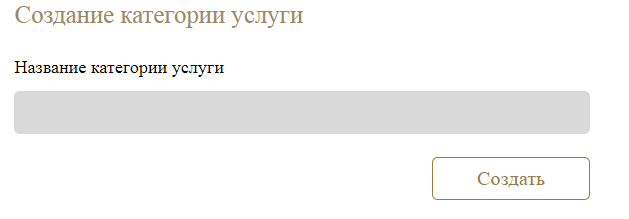 Создание категории услуги
Название категории услуги
Создать